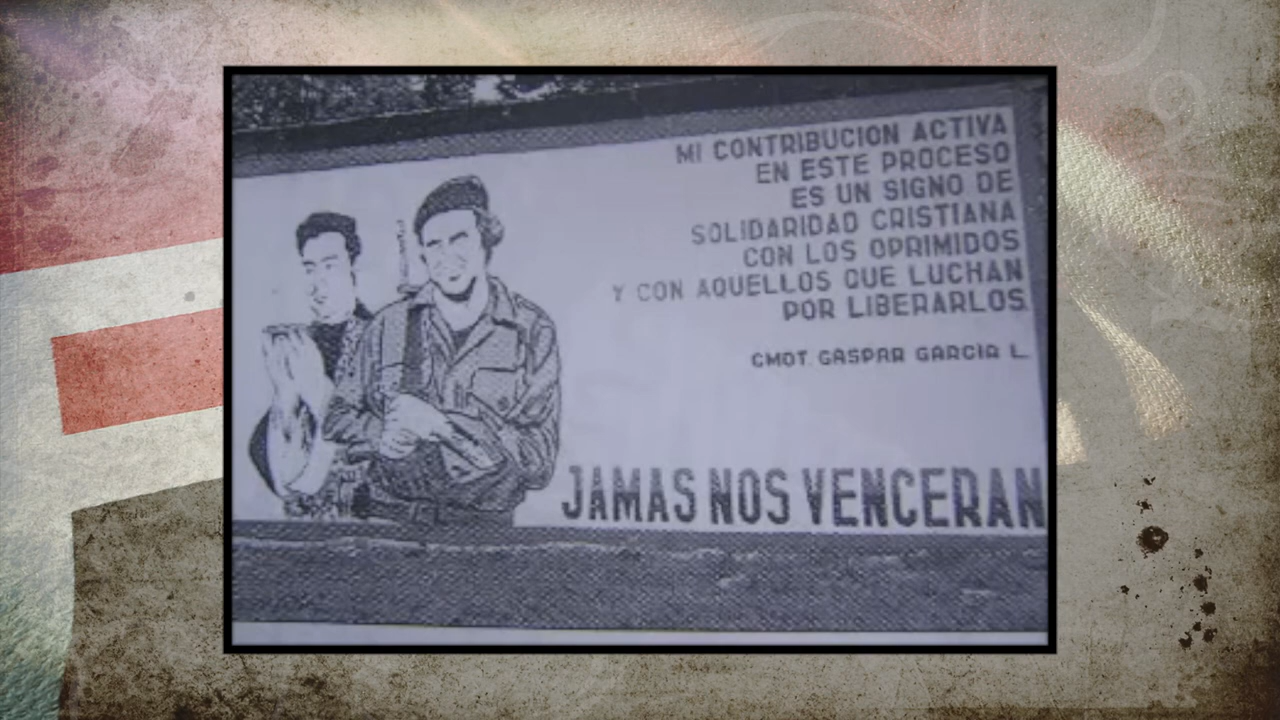 MI CONTRIBUCION ACTIVA
EN ESTE PROCESO
ES UN SIGNO DE
SOLIDARIDAD CRISTIANA
CON LOS OPRIMIDOS
Y CON AQUELLOS QUE LUCHAN
POR LIBERARLOS.
CMDT. GASPAR GARCIA L.
JAMAS NOS VENCERAN